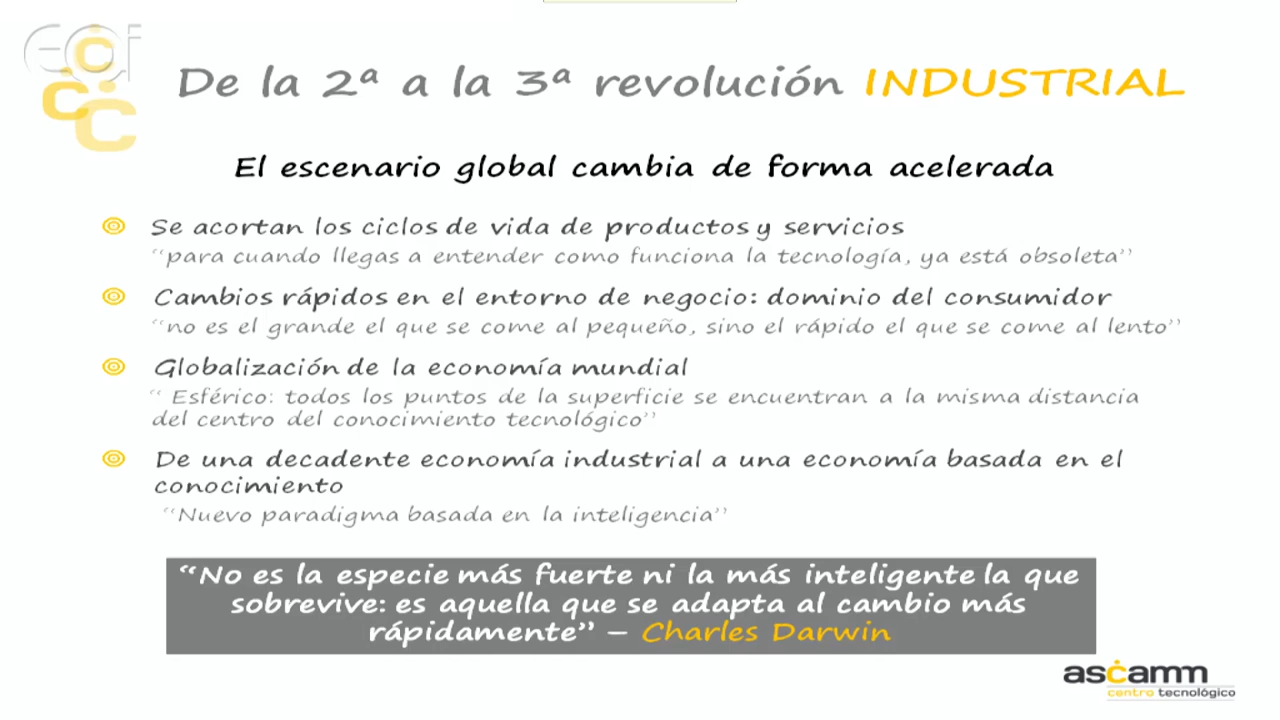 De la 2ª a la 3ª revolución INDUSTRIAL
El escenario global cambia de forma acelerada
Se acortan los ciclos de vida de productos y servicios
“para cuando llegas a entender como funciona la tecnología, ya está obsoleta”
Cambios rápidos en el entorno de negocio: dominio del consumidor
“no es el grande el que se come al pequeño, sino el rápido el que se come al lento”
Globalización de la economía mundial
“ Esférico: todos los puntos de la superficie se encuentran a la misma distancia
del centro del conocimiento tecnológico”
De una decadente economía industrial a una economía basada en el
conocimiento
“Nuevo paradigma basada en la inteligencia”
“No es la especie más fuerte ni la más inteligente la que
sobrevive: es aquella que se adapta al cambio más
rápidamente” – Charles Darwin
ascamm
centro tecnológico